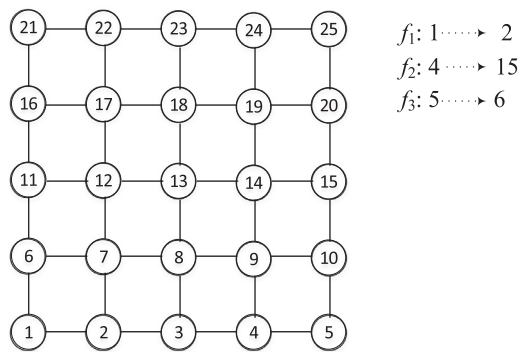 21 22 23 24 25
f₁: 1 ······➤ 2
f₂: 4 ······➤ 15
f₃: 5 ······➤ 6
16 17 18 19 20
11 12 13 14 15
6 7 8 9 10
1 2 3 4 5